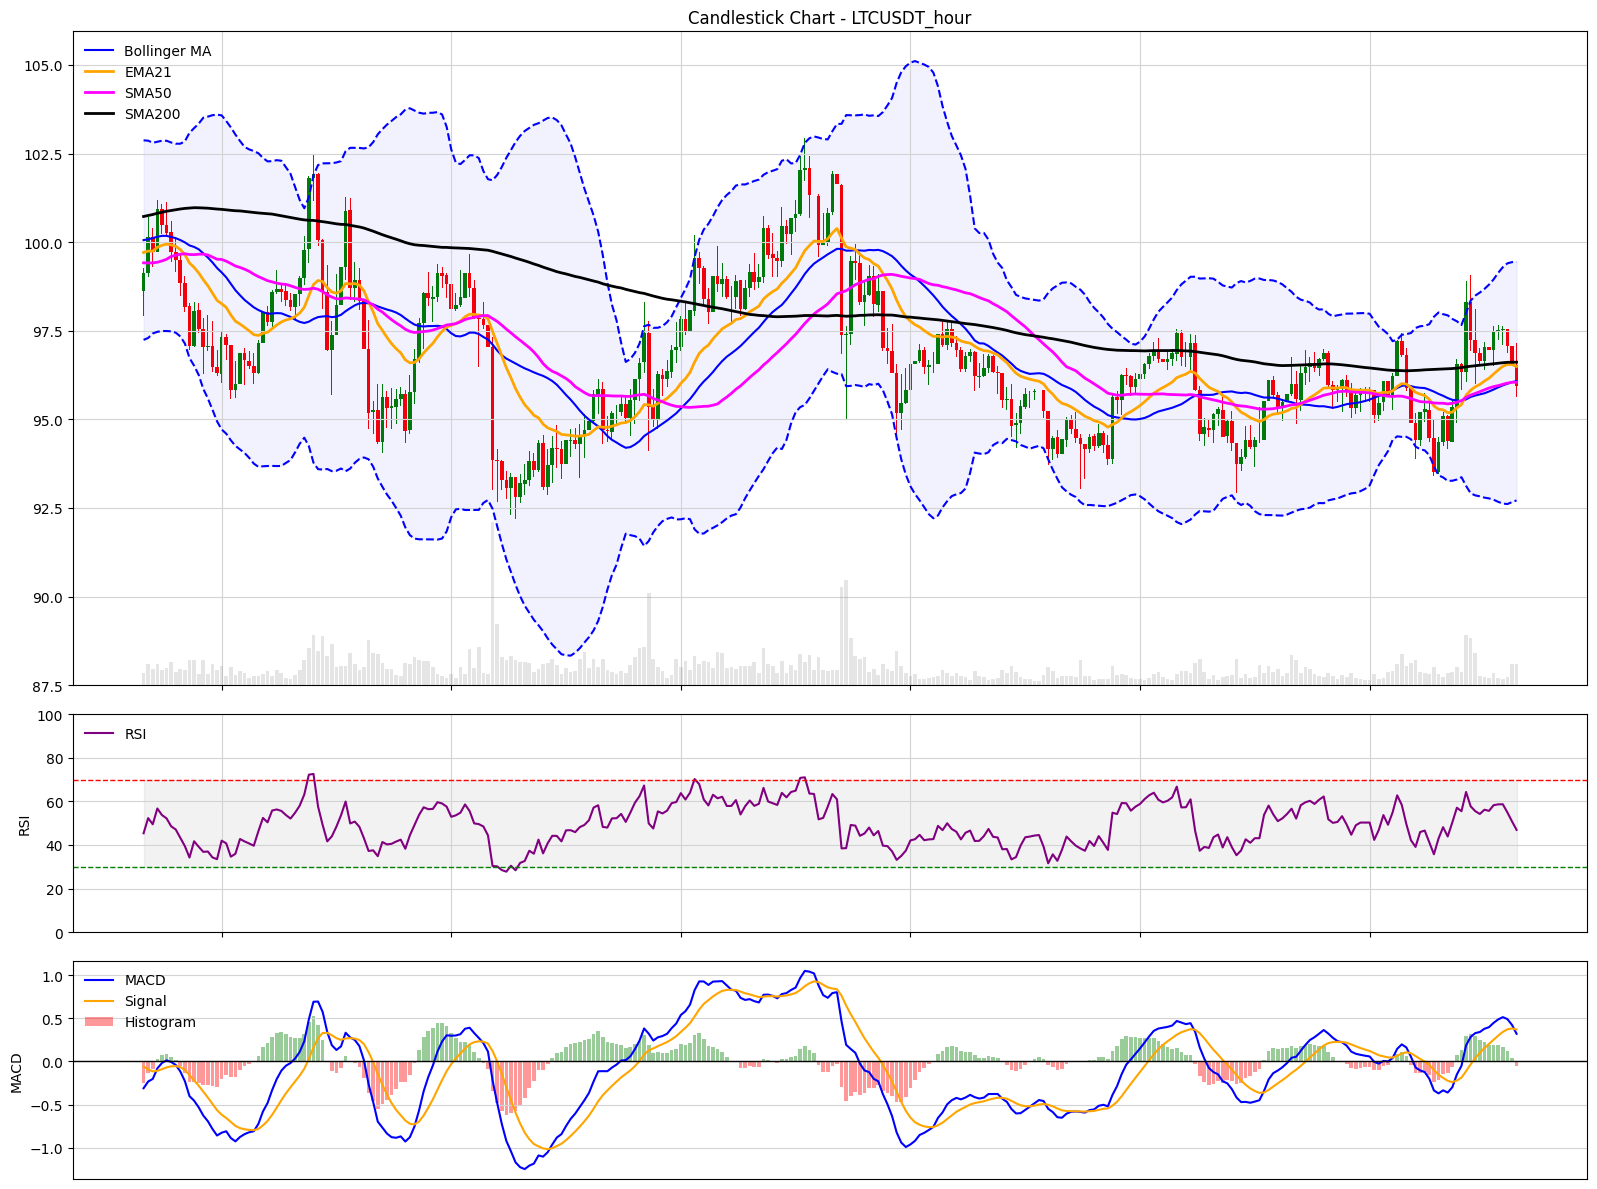 Candlestick Chart - LTCUSDT_hour
Bollinger MA
EMA21
SMA50
SMA200
105.0
102.5
100.0
97.5
95.0
92.5
90.0
87.5
RSI
100
80
60
40
20
0
RSI
MACD
Signal
Histogram
1.0
0.5
0.0
−0.5
−1.0
MACD